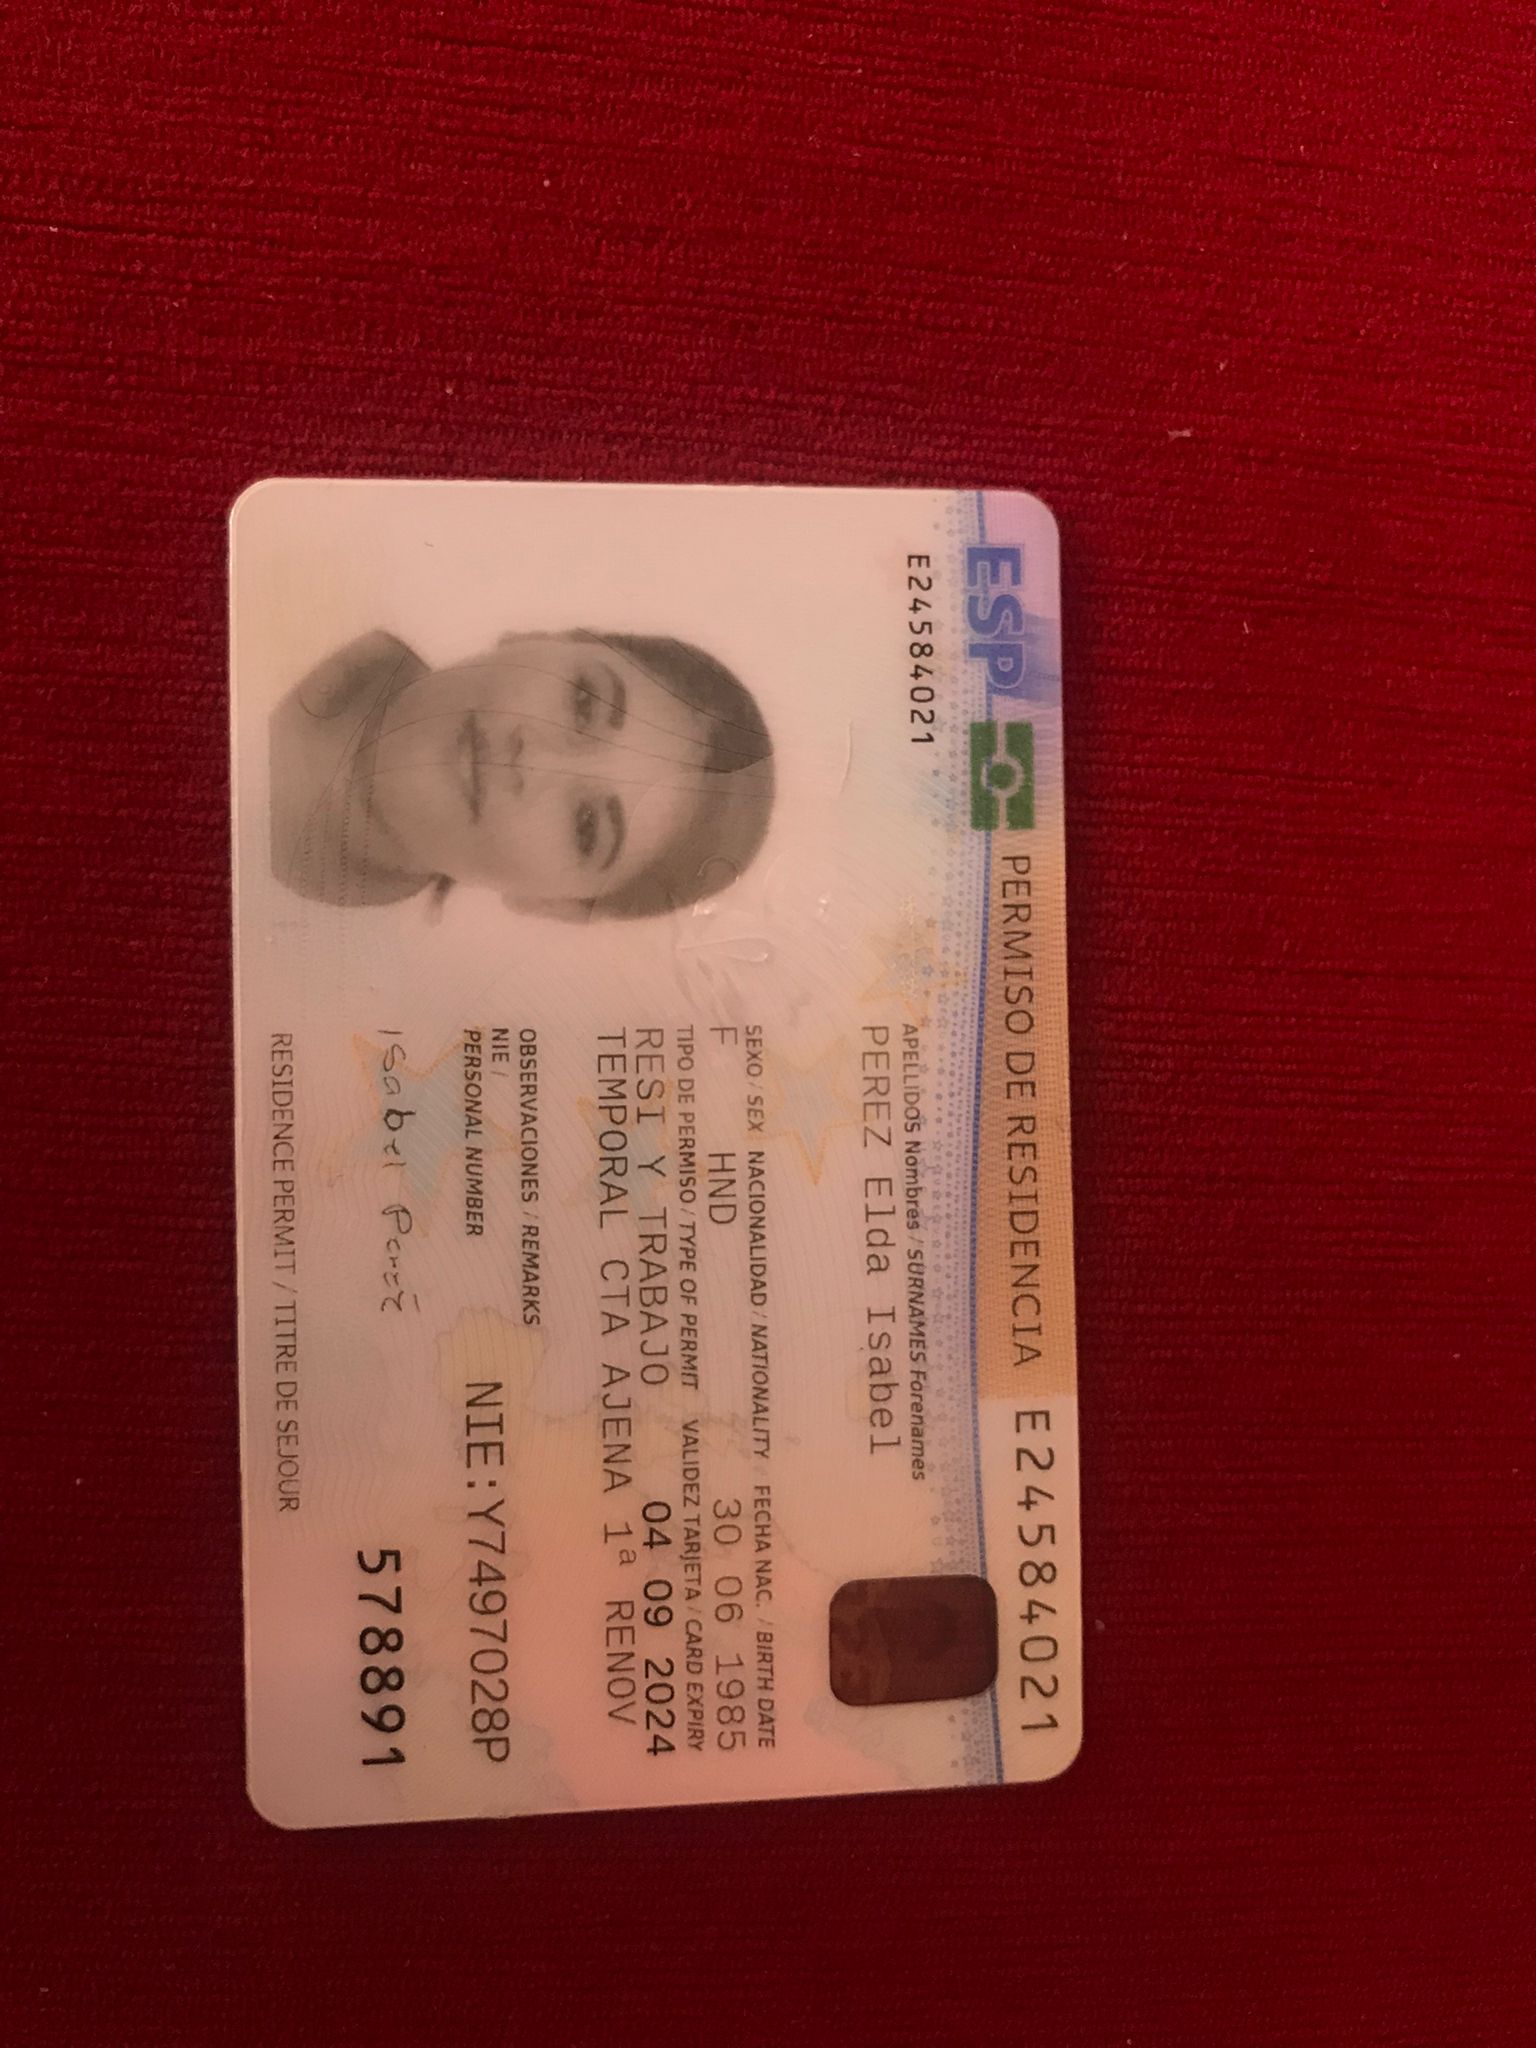 ESP PERMISO DE RESIDENCIA E24584021
E24584021
APELLIDOS Nombres / SURNAMES Forenames
PEREZ Elda Isabel
SEXO / SEX NACIONALIDAD / NATIONALITY FECHA NAC. / BIRTH DATE
F HND 30 06 1985
TIPO DE PERMISO / TYPE OF PERMIT VALIDEZ TARJETA / CARD EXPIRY
RESI Y TRABAJO 04 09 2024
TEMPORAL CTA AJENA 1ª RENOV
OBSERVACIONES / REMARKS
NIE /
PERSONAL NUMBER NIE:Y7497028P
Isabel Perez
578891
RESIDENCE PERMIT / TITRE DE SEJOUR